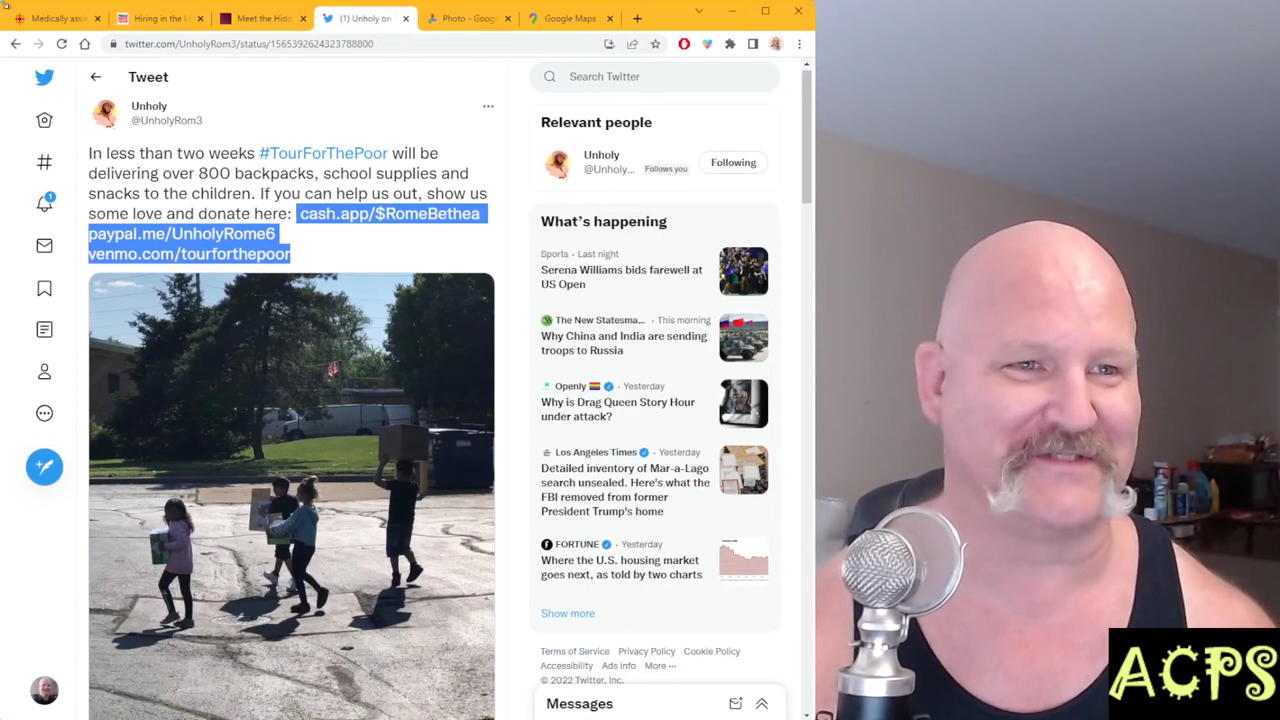 Medically assi
Hiring in the U
Meet the Hidd
(1) Unholy on
Photo - Goog
Google Maps
twitter.com/UnholyRom3/status/1565392624323788800
Tweet
Search Twitter
Unholy
@UnholyRom3
In less than two weeks #TourForThePoor will be
delivering over 800 backpacks, school supplies and
snacks to the children. If you can help us out, show us
some love and donate here: cash.app/$RomeBethea
paypal.me/UnholyRome6
venmo.com/tourforthepoor
Relevant people
Unholy
@Unholy... Follows you
Following
What's happening
Sports · Last night
Serena Williams bids farewell at
US Open
The New Statesma... · This morning
Why China and India are sending
troops to Russia
Openly · Yesterday
Why is Drag Queen Story Hour
under attack?
Los Angeles Times · Yesterday
Detailed inventory of Mar-a-Lago
search unsealed. Here's what the
FBI removed from former
President Trump's home
FORTUNE · Yesterday
Where the U.S. housing market
goes next, as told by two charts
Show more
Terms of Service Privacy Policy Cookie Policy
Accessibility Ads info More ···
© 2022 Twitter, Inc.
Messages
1
ACPS